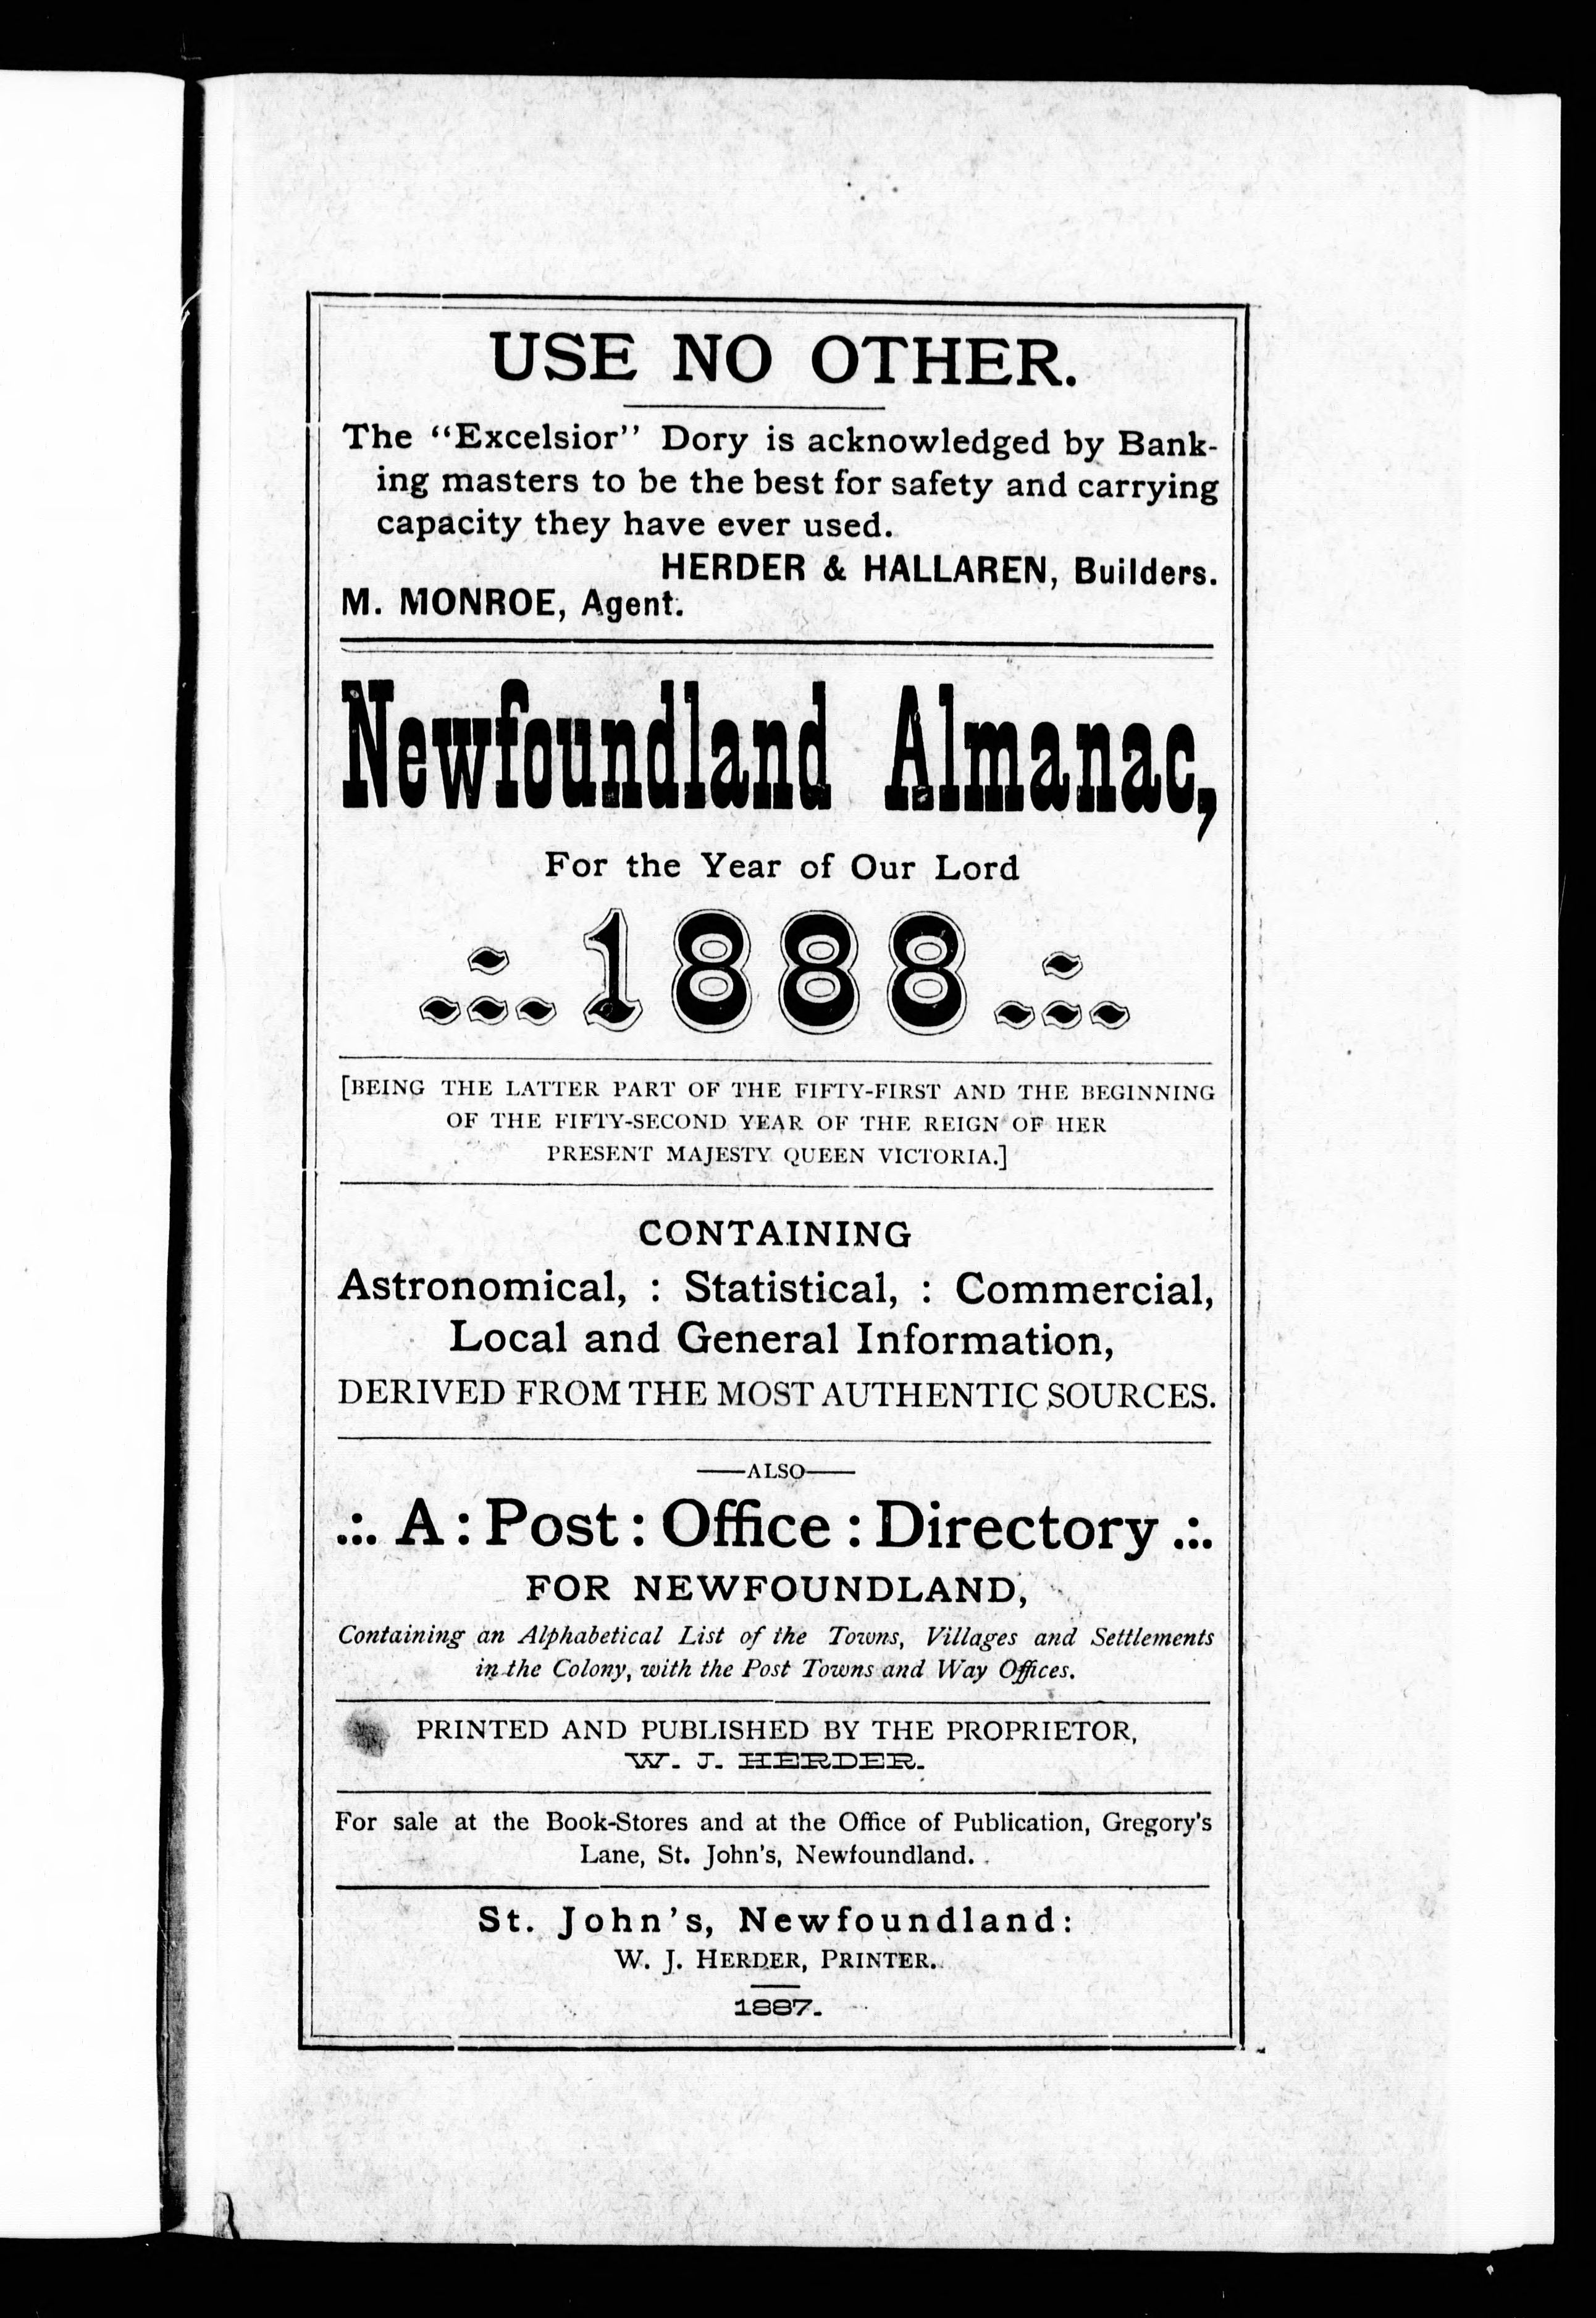 USE NO OTHER.
The “Excelsior” Dory is acknowledged by Bank-
ing masters to be the best for safety and carrying
capacity they have ever used.
HERDER & HALLAREN, Builders.
M. MONROE, Agent.
Newfoundland Almanac,
For the Year of Our Lord
1888
[BEING THE LATTER PART OF THE FIFTY-FIRST AND THE BEGINNING
OF THE FIFTY-SECOND YEAR OF THE REIGN OF HER
PRESENT MAJESTY QUEEN VICTORIA.]
CONTAINING
Astronomical, : Statistical, : Commercial,
Local and General Information,
DERIVED FROM THE MOST AUTHENTIC SOURCES.
——ALSO——
.:. A : Post : Office : Directory .:.
FOR NEWFOUNDLAND,
Containing an Alphabetical List of the Towns, Villages and Settlements
in the Colony, with the Post Towns and Way Offices.
PRINTED AND PUBLISHED BY THE PROPRIETOR,
W. J. HERDER.
For sale at the Book-Stores and at the Office of Publication, Gregory's
Lane, St. John's, Newfoundland.
St. John's, Newfoundland:
W. J. HERDER, PRINTER.
1887.